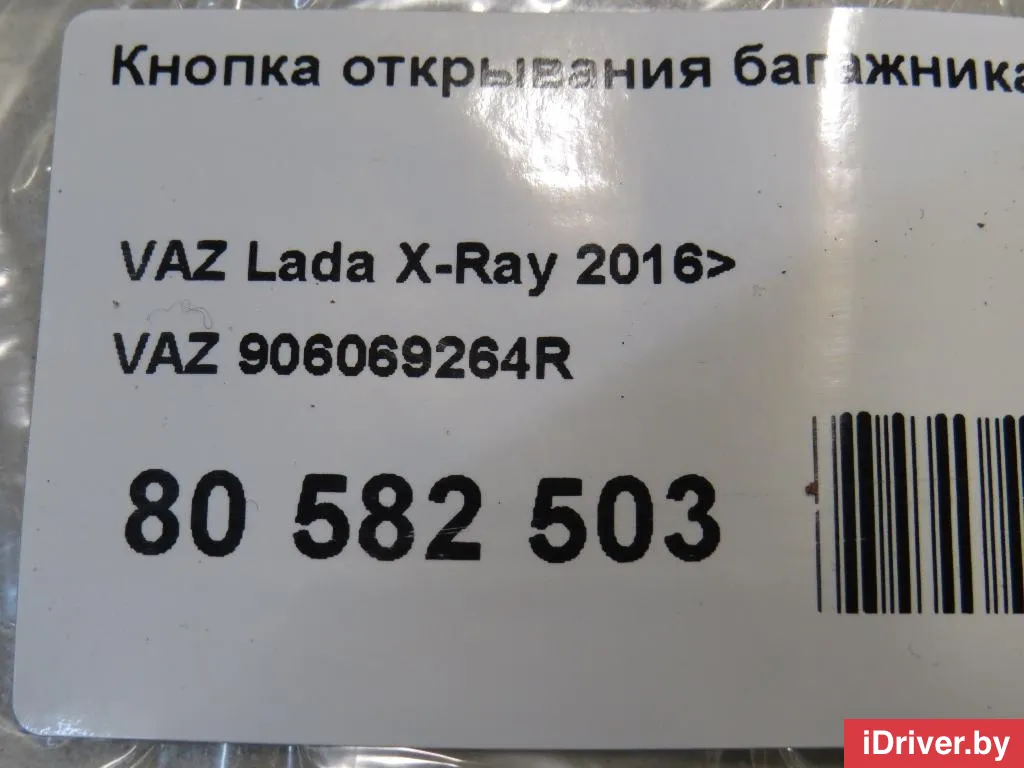 Кнопка открывания багажника
VAZ Lada X-Ray 2016>
VAZ 906069264R
80 582 503
iDriver.by